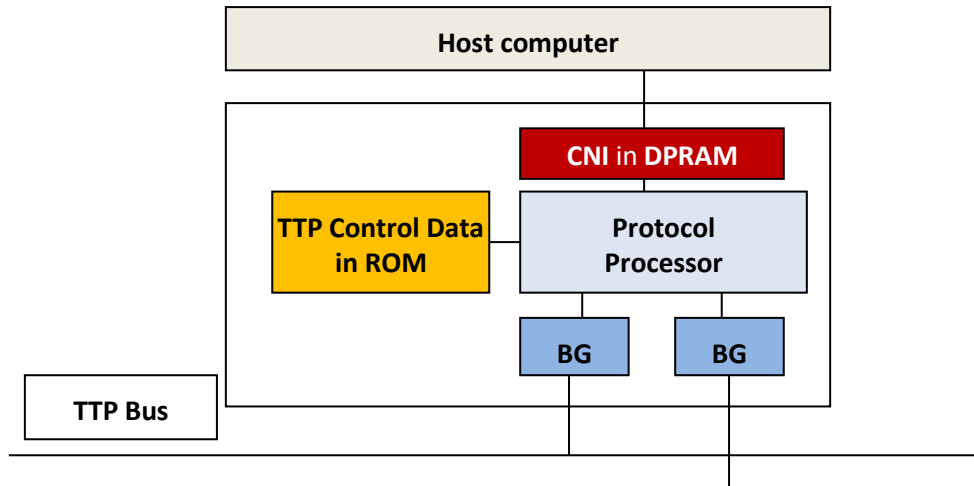 Host computer
CNI in DPRAM
TTP Control Data
in ROM
Protocol
Processor
BG
BG
TTP Bus